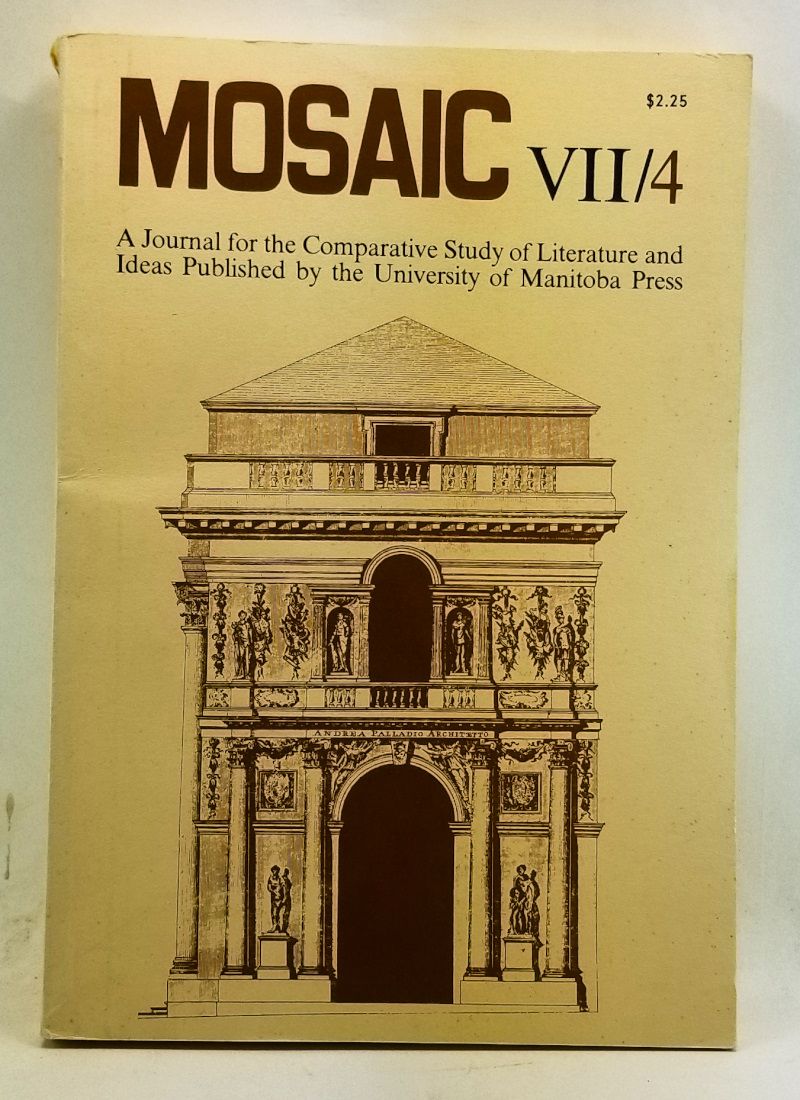 $2.25
MOSAIC VII/4
A Journal for the Comparative Study of Literature and
Ideas Published by the University of Manitoba Press
ANDREA PALLADIO ARCHITETTO